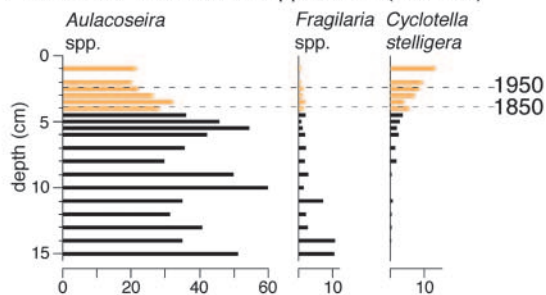 Aulacoseira spp.
Fragilaria spp.
Cyclotella stelligera
0
5
10
15
depth (cm)
1950
1850
0 20 40 60
10
10